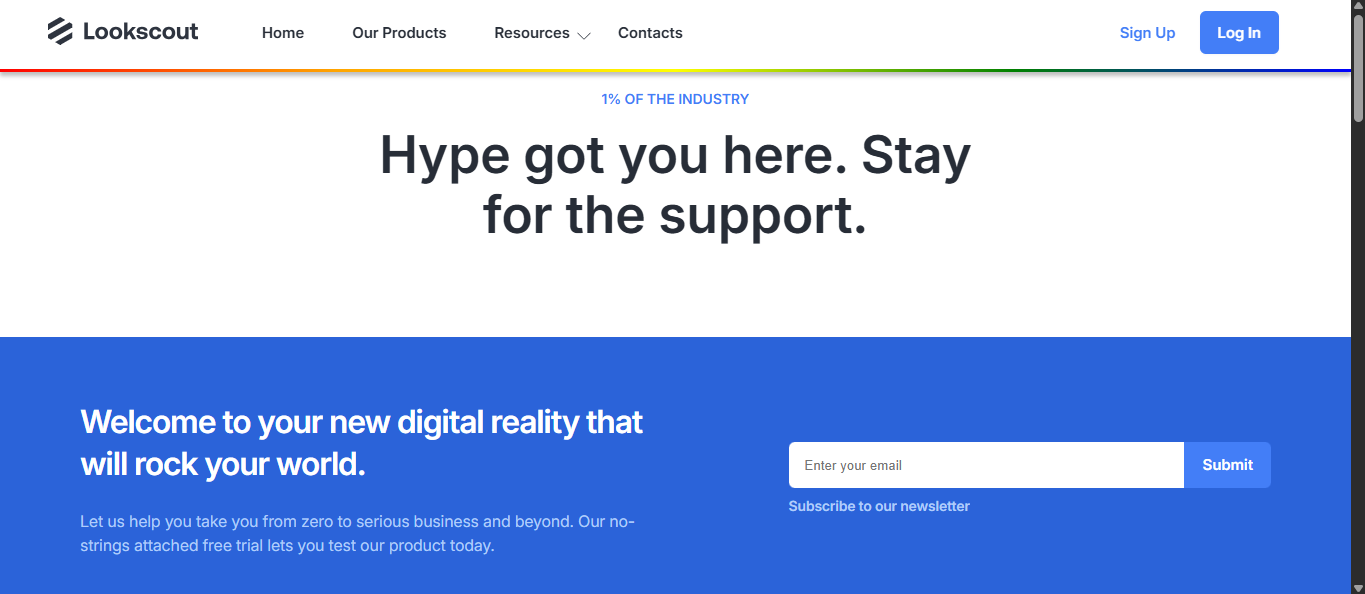 Lookscout
Home
Our Products
Resources
Contacts
Sign Up
Log In
1% OF THE INDUSTRY
Hype got you here. Stay
for the support.
Welcome to your new digital reality that
will rock your world.
Let us help you take you from zero to serious business and beyond. Our no-
strings attached free trial lets you test our product today.
Enter your email
Submit
Subscribe to our newsletter